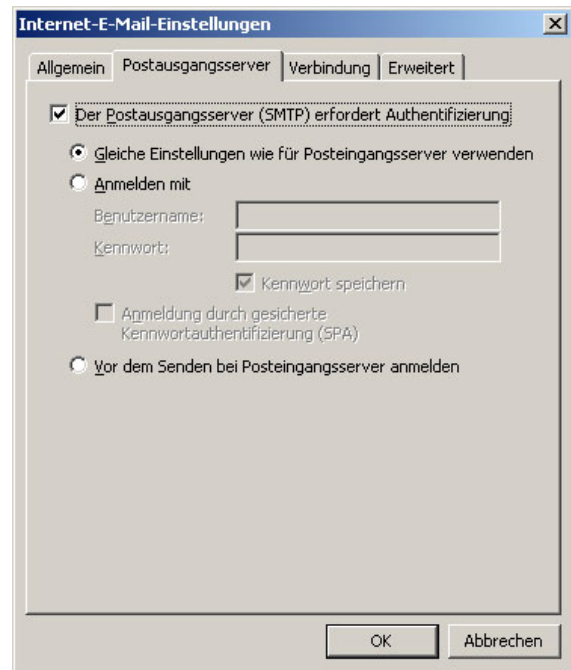 Internet-E-Mail-Einstellungen
Allgemein Postausgangsserver Verbindung Erweitert
Der Postausgangsserver (SMTP) erfordert Authentifizierung
Gleiche Einstellungen wie für Posteingangsserver verwenden
Anmelden mit
Benutzername:
Kennwort:
Kennwort speichern
Anmeldung durch gesicherte
Kennwortauthentifizierung (SPA)
Vor dem Senden bei Posteingangsserver anmelden
OK Abbrechen